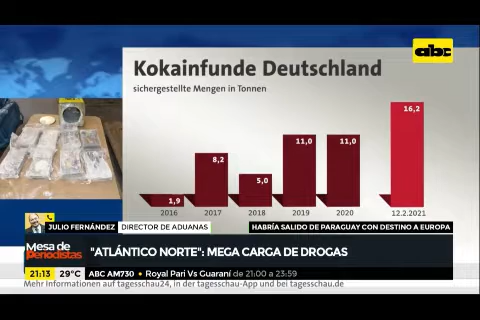 abc
Kokainfunde Deutschland
sichergestellte Mengen in Tonnen
16,2
11,0
11,0
8,2
5,0
1,9
2016
2017
2018
2019
2020
12.2.2021
JULIO FERNÁNDEZ
DIRECTOR DE ADUANAS
HABRÍA SALIDO DE PARAGUAY CON DESTINO A EUROPA
Mesa de
Periodistas
"ATLÁNTICO NORTE": MEGA CARGA DE DROGAS
21:13
29°C
ABC AM730
• Royal Pari Vs Guaraní de 21:00 a 23:59
Mehr Informationen auf tagesschau24, in der tagesschau-App und bei tagesschau.de